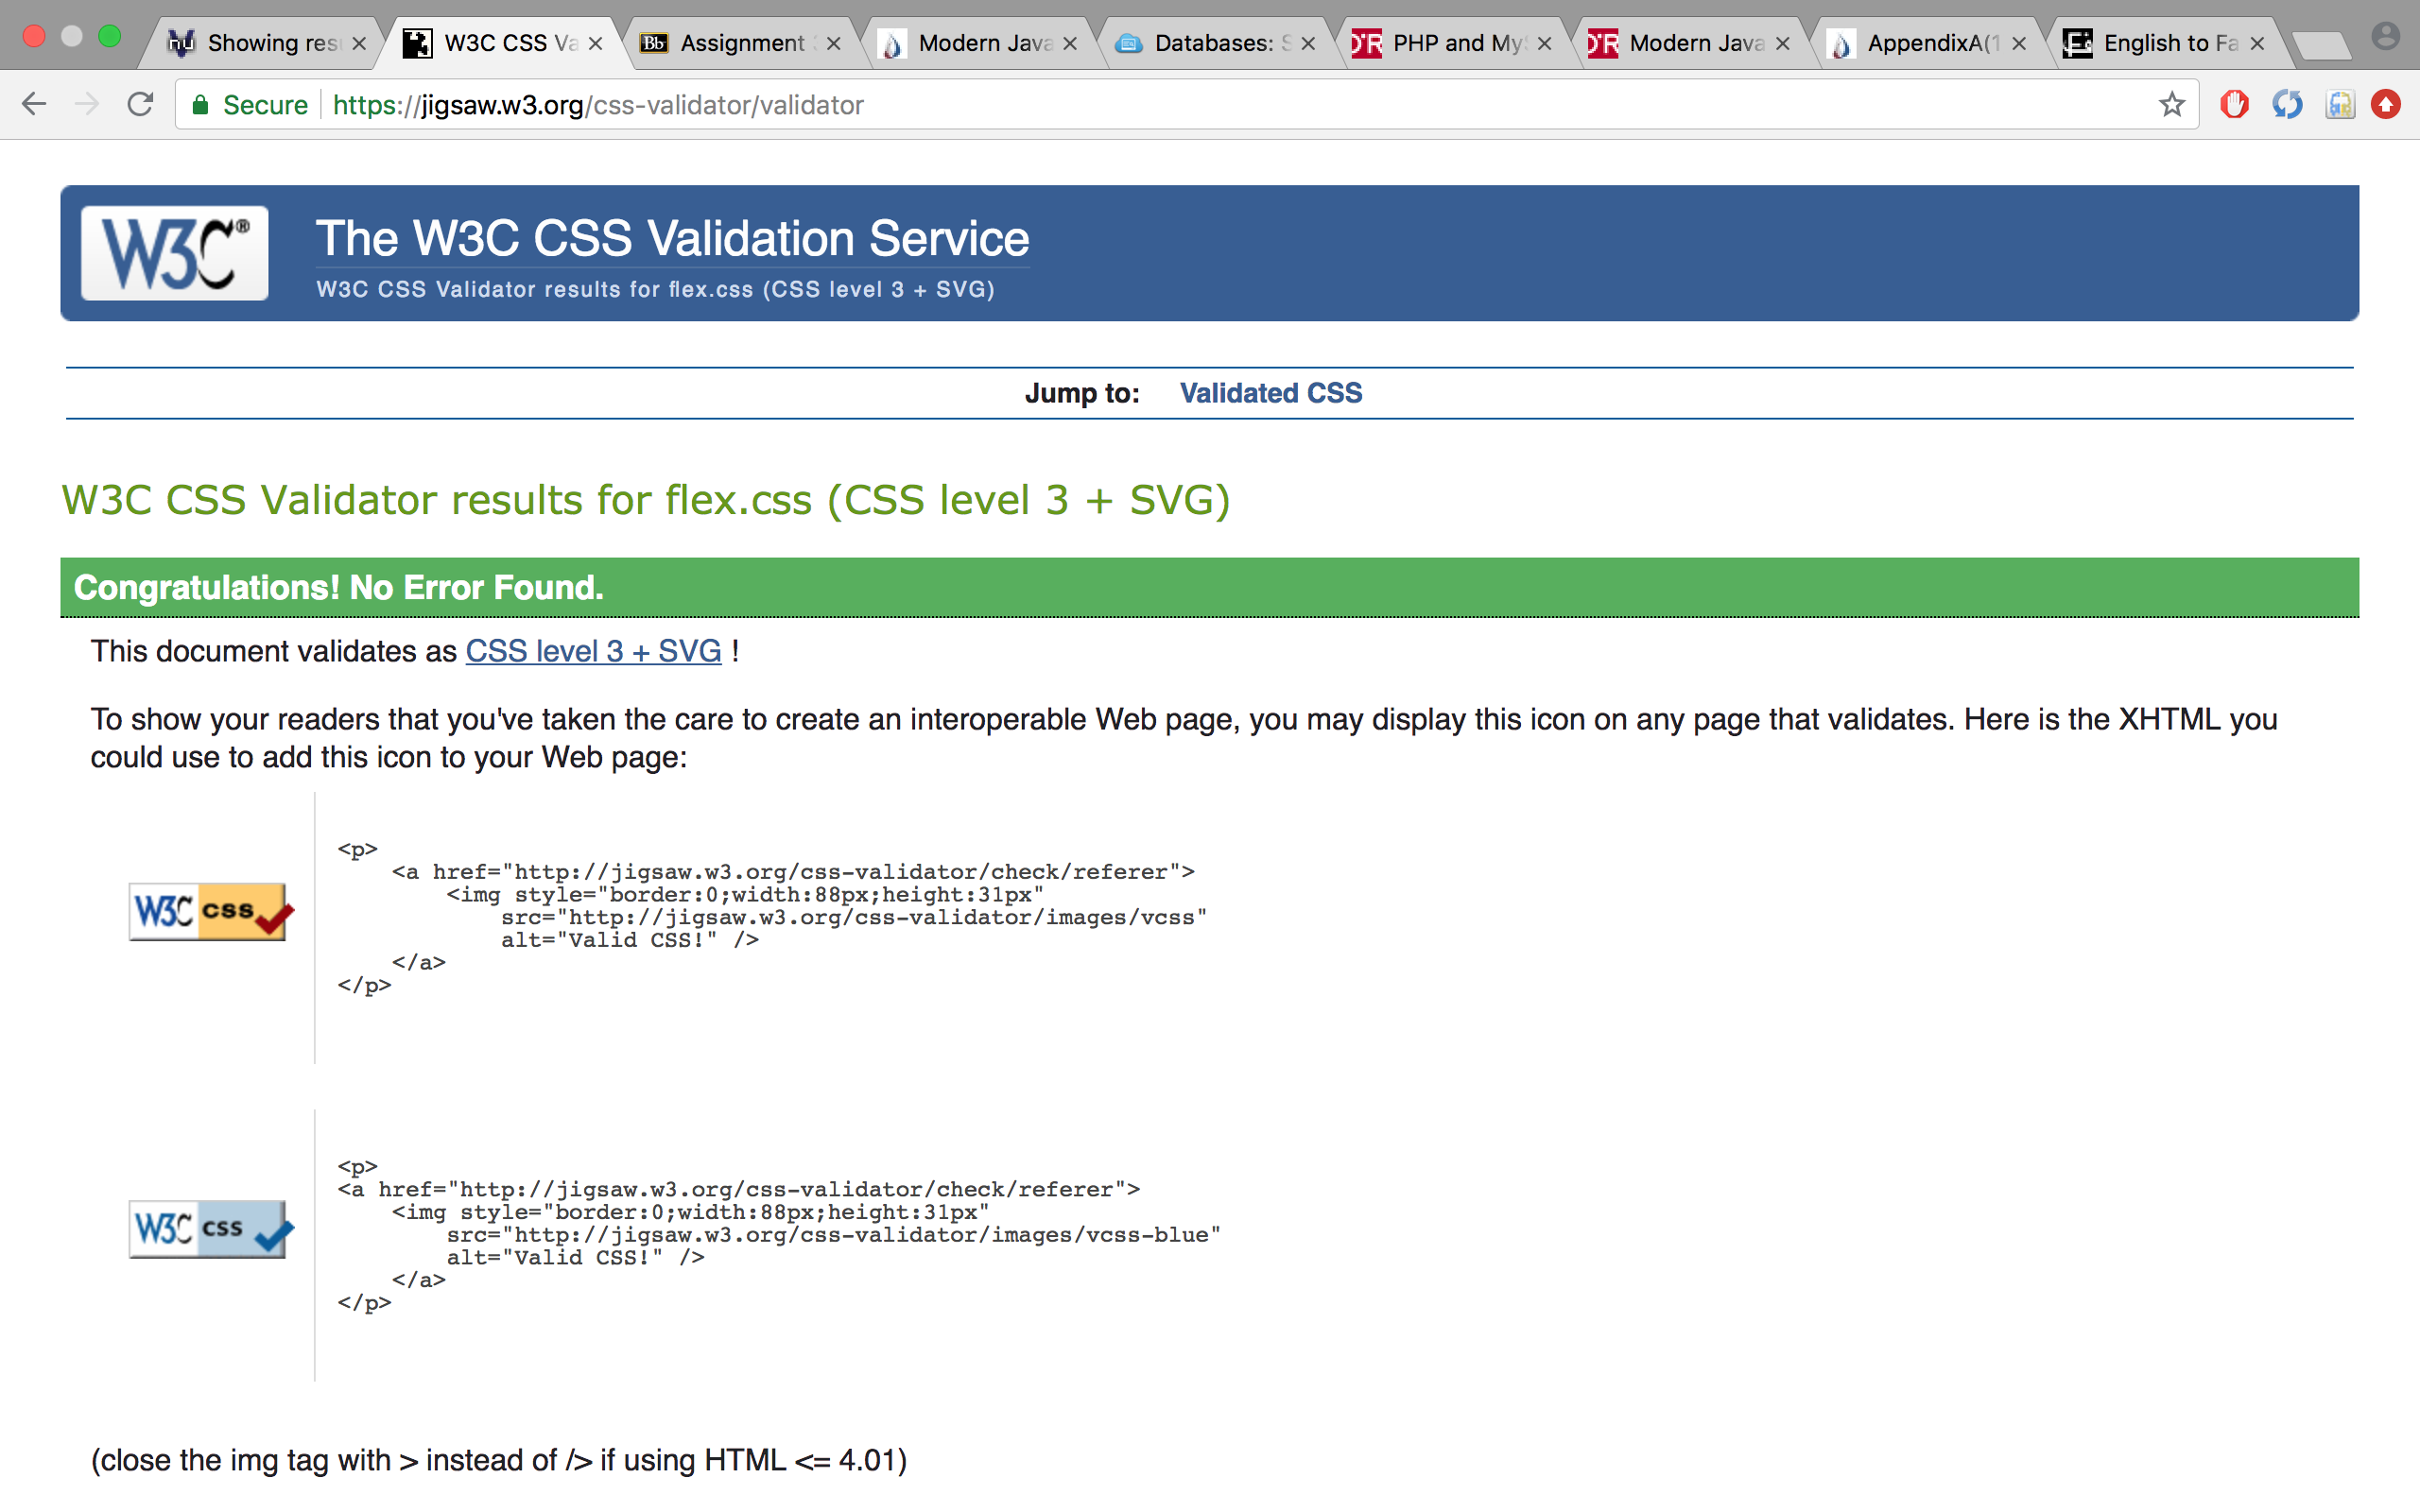 Showing res
W3C CSS Va
Bb Assignment
Modern Java
Databases: S
O'R PHP and My
O'R Modern Java
AppendixA(1
English to Fa
Secure https://jigsaw.w3.org/css-validator/validator
W3C®
The W3C CSS Validation Service
W3C CSS Validator results for flex.css (CSS level 3 + SVG)
Jump to: Validated CSS
W3C CSS Validator results for flex.css (CSS level 3 + SVG)
Congratulations! No Error Found.
This document validates as CSS level 3 + SVG !
To show your readers that you've taken the care to create an interoperable Web page, you may display this icon on any page that validates. Here is the XHTML you
could use to add this icon to your Web page:
W3C css
<p>
<a href="http://jigsaw.w3.org/css-validator/check/referer">
<img style="border:0;width:88px;height:31px"
src="http://jigsaw.w3.org/css-validator/images/vcss"
alt="Valid CSS!" />
</a>
</p>
W3C css
<p>
<a href="http://jigsaw.w3.org/css-validator/check/referer">
<img style="border:0;width:88px;height:31px"
src="http://jigsaw.w3.org/css-validator/images/vcss-blue"
alt="Valid CSS!" />
</a>
</p>
(close the img tag with > instead of /> if using HTML <= 4.01)